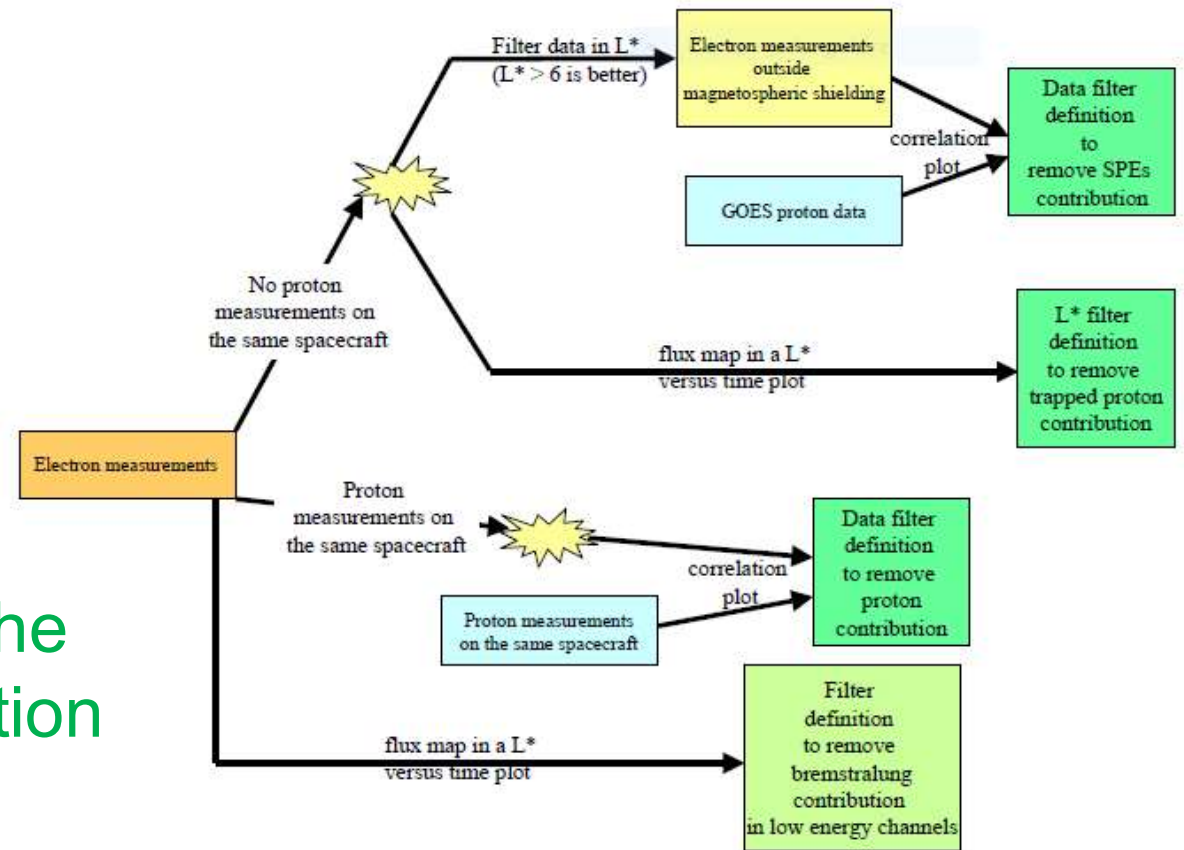 Filter data in L*
(L* > 6 is better)
Electron measurements
outside
magnetospheric shielding
Data filter
definition
to
remove SPEs
contribution
correlation
plot
GOES proton data
No proton
measurements on
the same spacecraft
flux map in a L*
versus time plot
L* filter
definition
to remove
trapped proton
contribution
Electron measurements
Proton
measurements on
the same spacecraft
correlation
plot
Proton measurements
on the same spacecraft
Data filter
definition
to remove
proton
contribution
he
tion
flux map in a L*
versus time plot
Filter
definition
to remove
bremstralung
contribution
in low energy channels